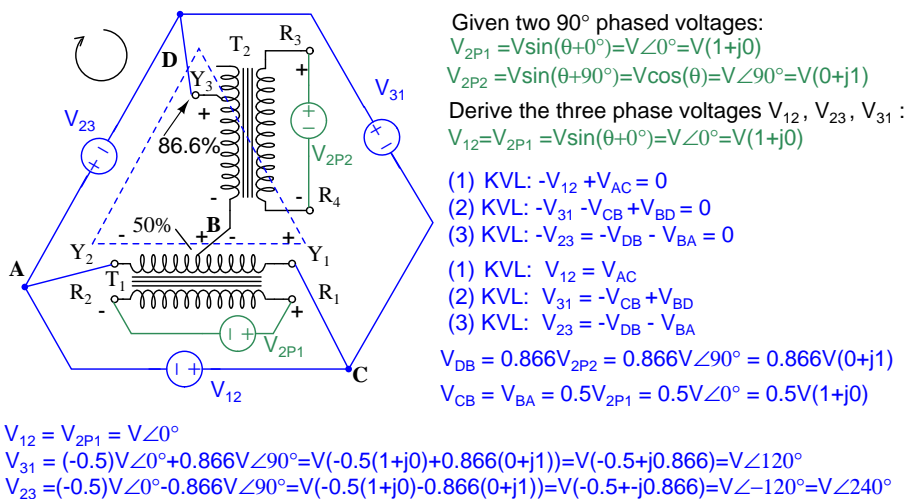 Given two 90° phased voltages:
V2P1 =Vsin(θ+0°)=V∠0°=V(1+j0)
V2P2 =Vsin(θ+90°)=Vcos(θ)=V∠90°=V(0+j1)
Derive the three phase voltages V12, V23, V31 :
V12=V2P1 =Vsin(θ+0°)=V∠0°=V(1+j0)
(1) KVL: -V12 +VAC = 0
(2) KVL: -V31 -VCB +VBD = 0
(3) KVL: -V23 = -VDB - VBA = 0
(1) KVL: V12 = VAC
(2) KVL: V31 = -VCB +VBD
(3) KVL: V23 = -VDB - VBA
VDB = 0.866V2P2 = 0.866V∠90° = 0.866V(0+j1)
VCB = VBA = 0.5V2P1 = 0.5V∠0° = 0.5V(1+j0)
D
T2
R3
Y3
+
+
V23
V31
+
−
+
−
+
−
86.6%
V2P2
-
-
R4
50%
B
-
+
-
+
Y2
Y1
A
T1
R2
R1
-
+
− +
V2P1
− +
V12
C
V12 = V2P1 = V∠0°
V31 = (-0.5)V∠0°+0.866V∠90°=V(-0.5(1+j0)+0.866(0+j1))=V(-0.5+j0.866)=V∠120°
V23 =(-0.5)V∠0°-0.866V∠90°=V(-0.5(1+j0)-0.866(0+j1))=V(-0.5+-j0.866)=V∠−120°=V∠240°